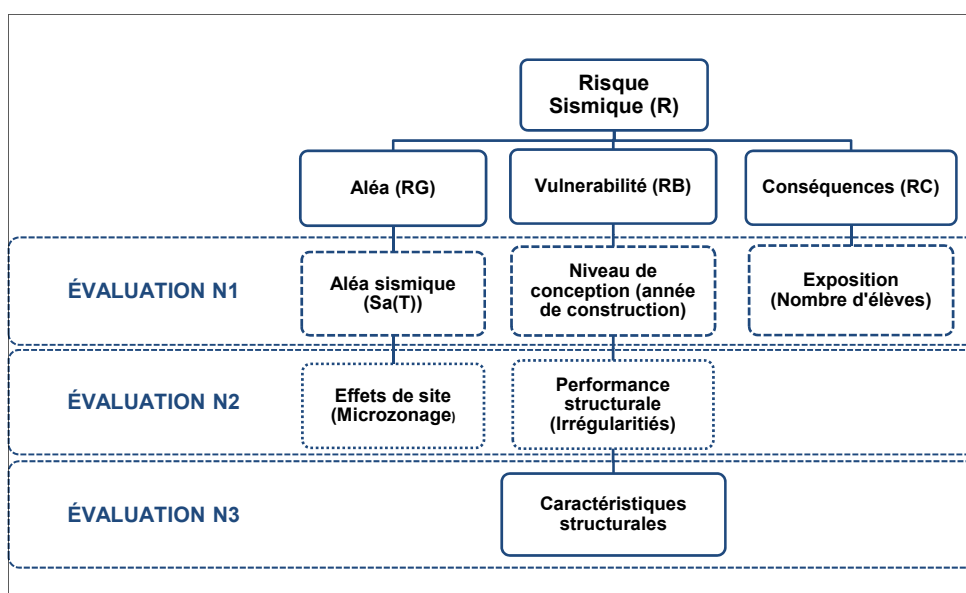 Risque
Sismique (R)
Aléa (RG)
Vulnerabilité (RB)
Conséquences (RC)
ÉVALUATION N1
Aléa sismique
(Sa(T))
Niveau de
conception (année
de construction)
Exposition
(Nombre d'élèves)
ÉVALUATION N2
Effets de site
(Microzonage)
Performance
structurale
(Irrégularitiés)
ÉVALUATION N3
Caractéristiques
structurales